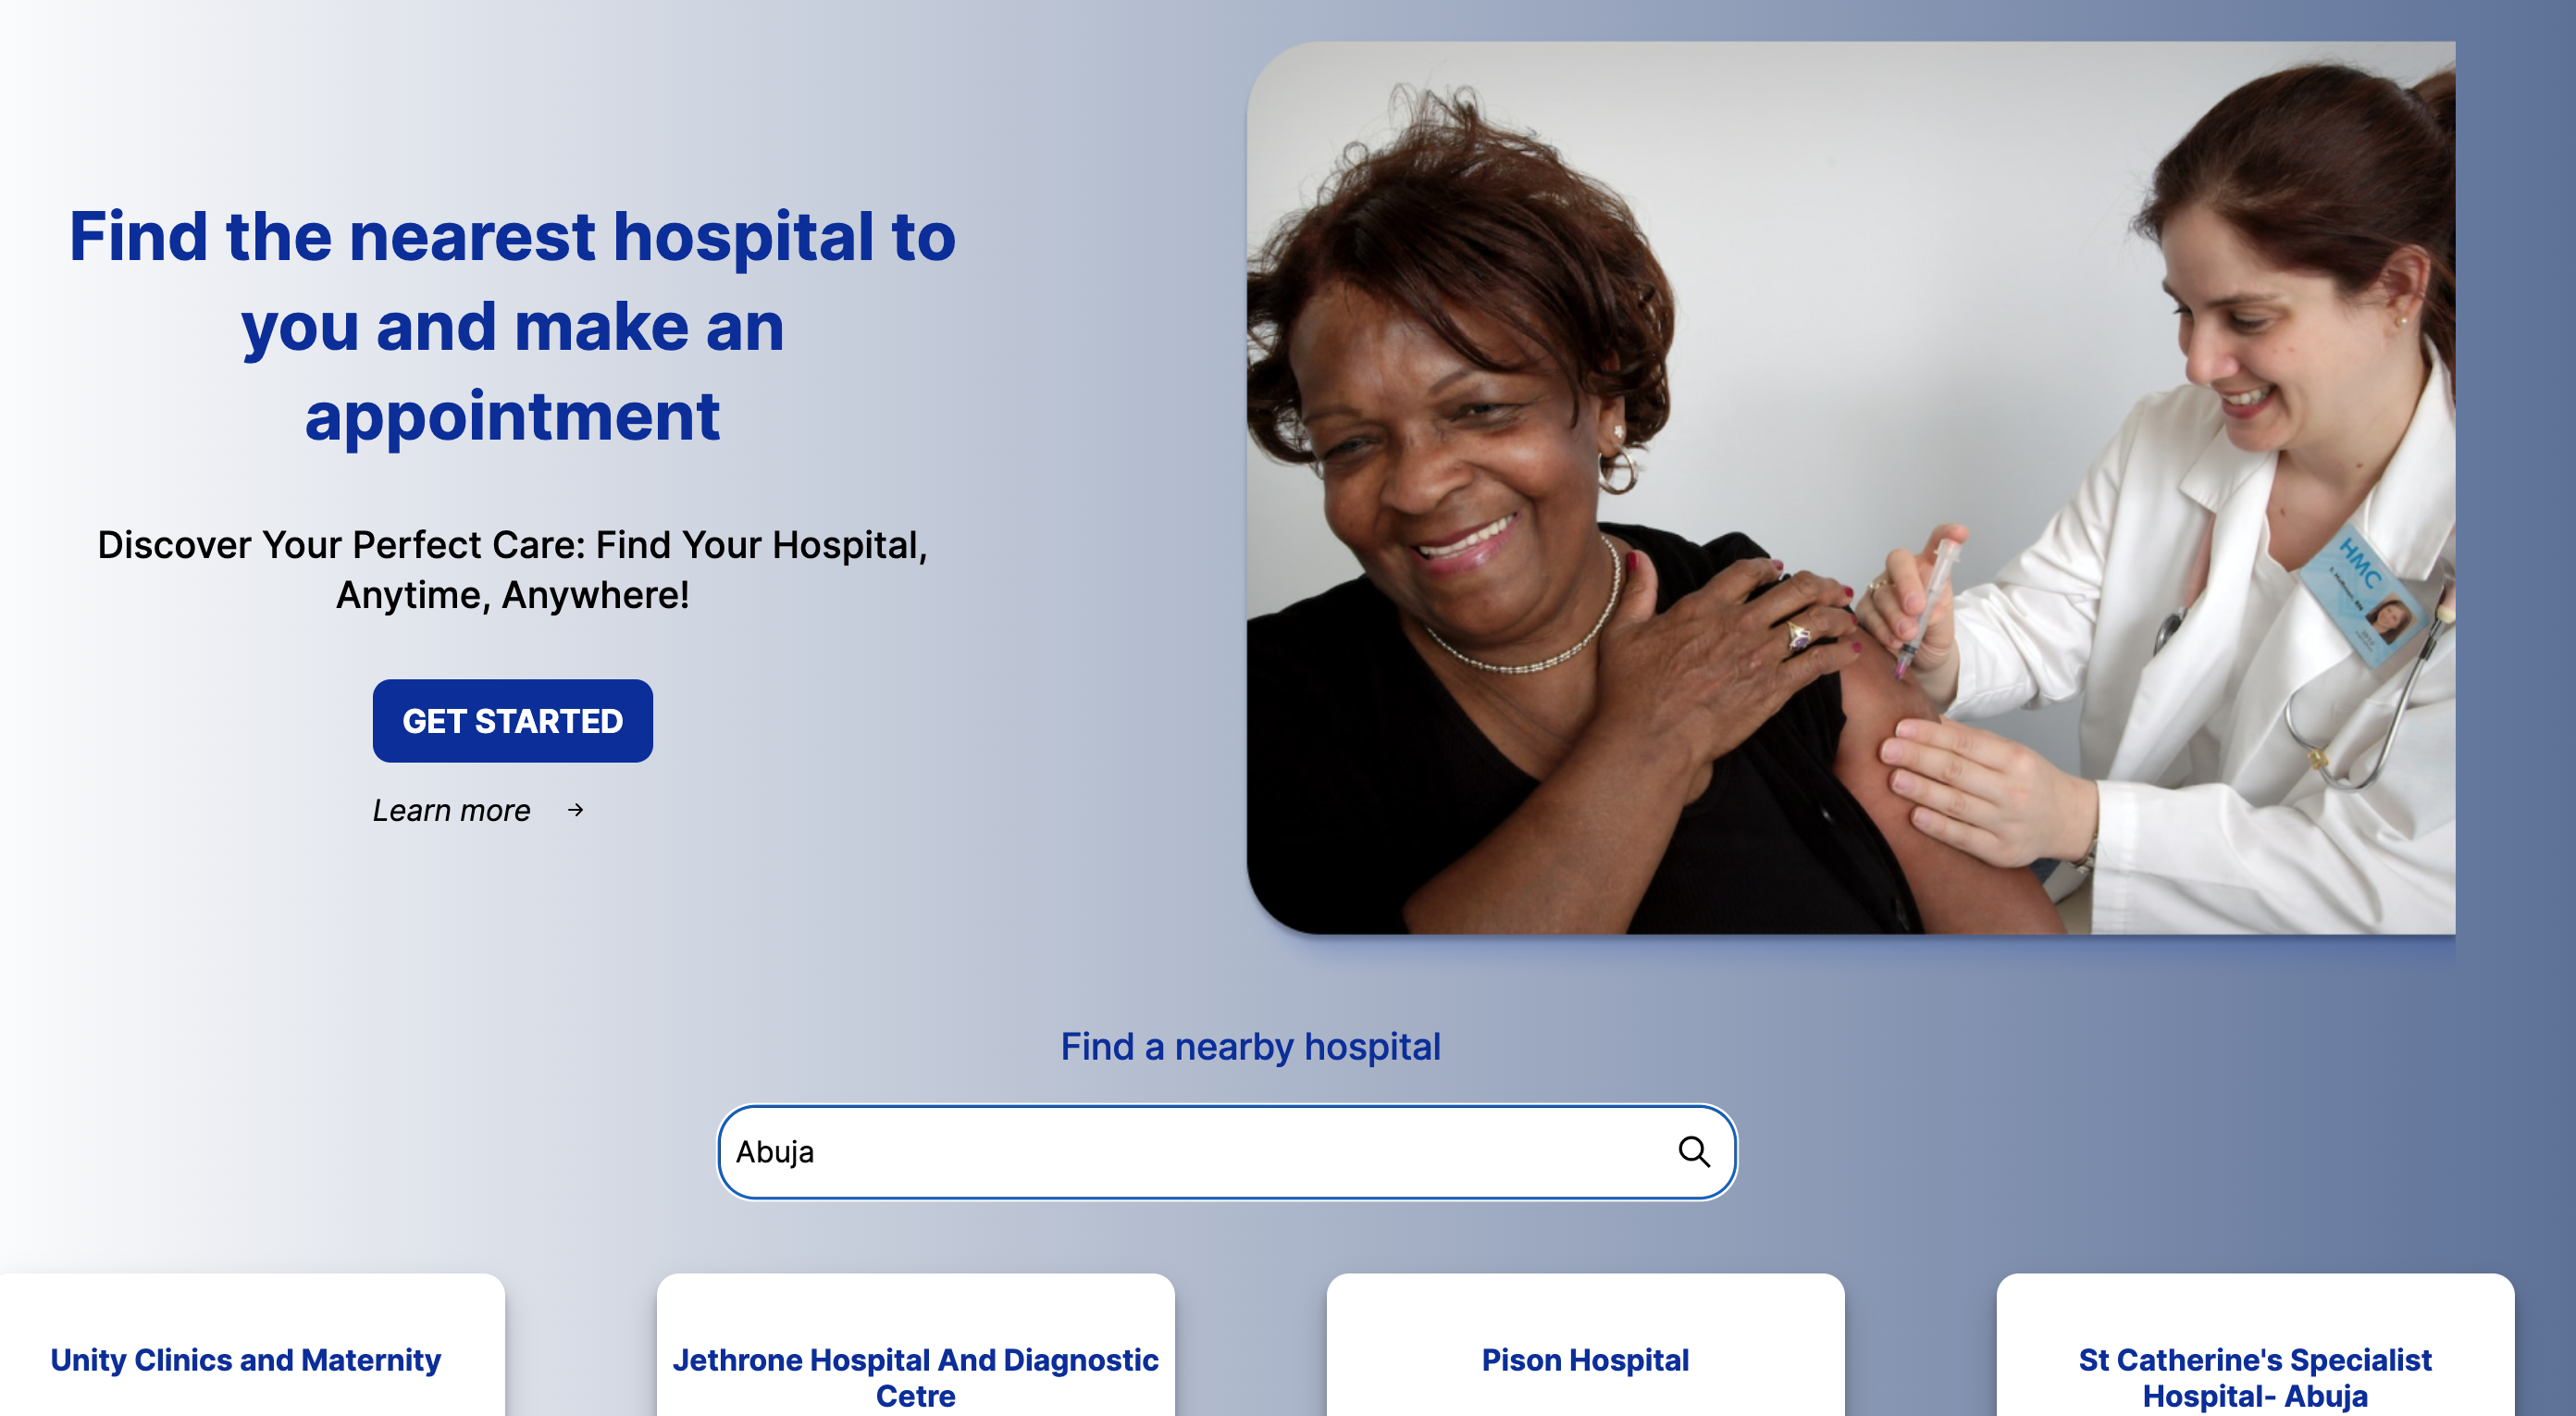 Find the nearest hospital to
you and make an
appointment
Discover Your Perfect Care: Find Your Hospital,
Anytime, Anywhere!
GET STARTED
Learn more →
HMC
Find a nearby hospital
Abuja
Unity Clinics and Maternity
Jethrone Hospital And Diagnostic
Cetre
Pison Hospital
St Catherine's Specialist
Hospital- Abuja